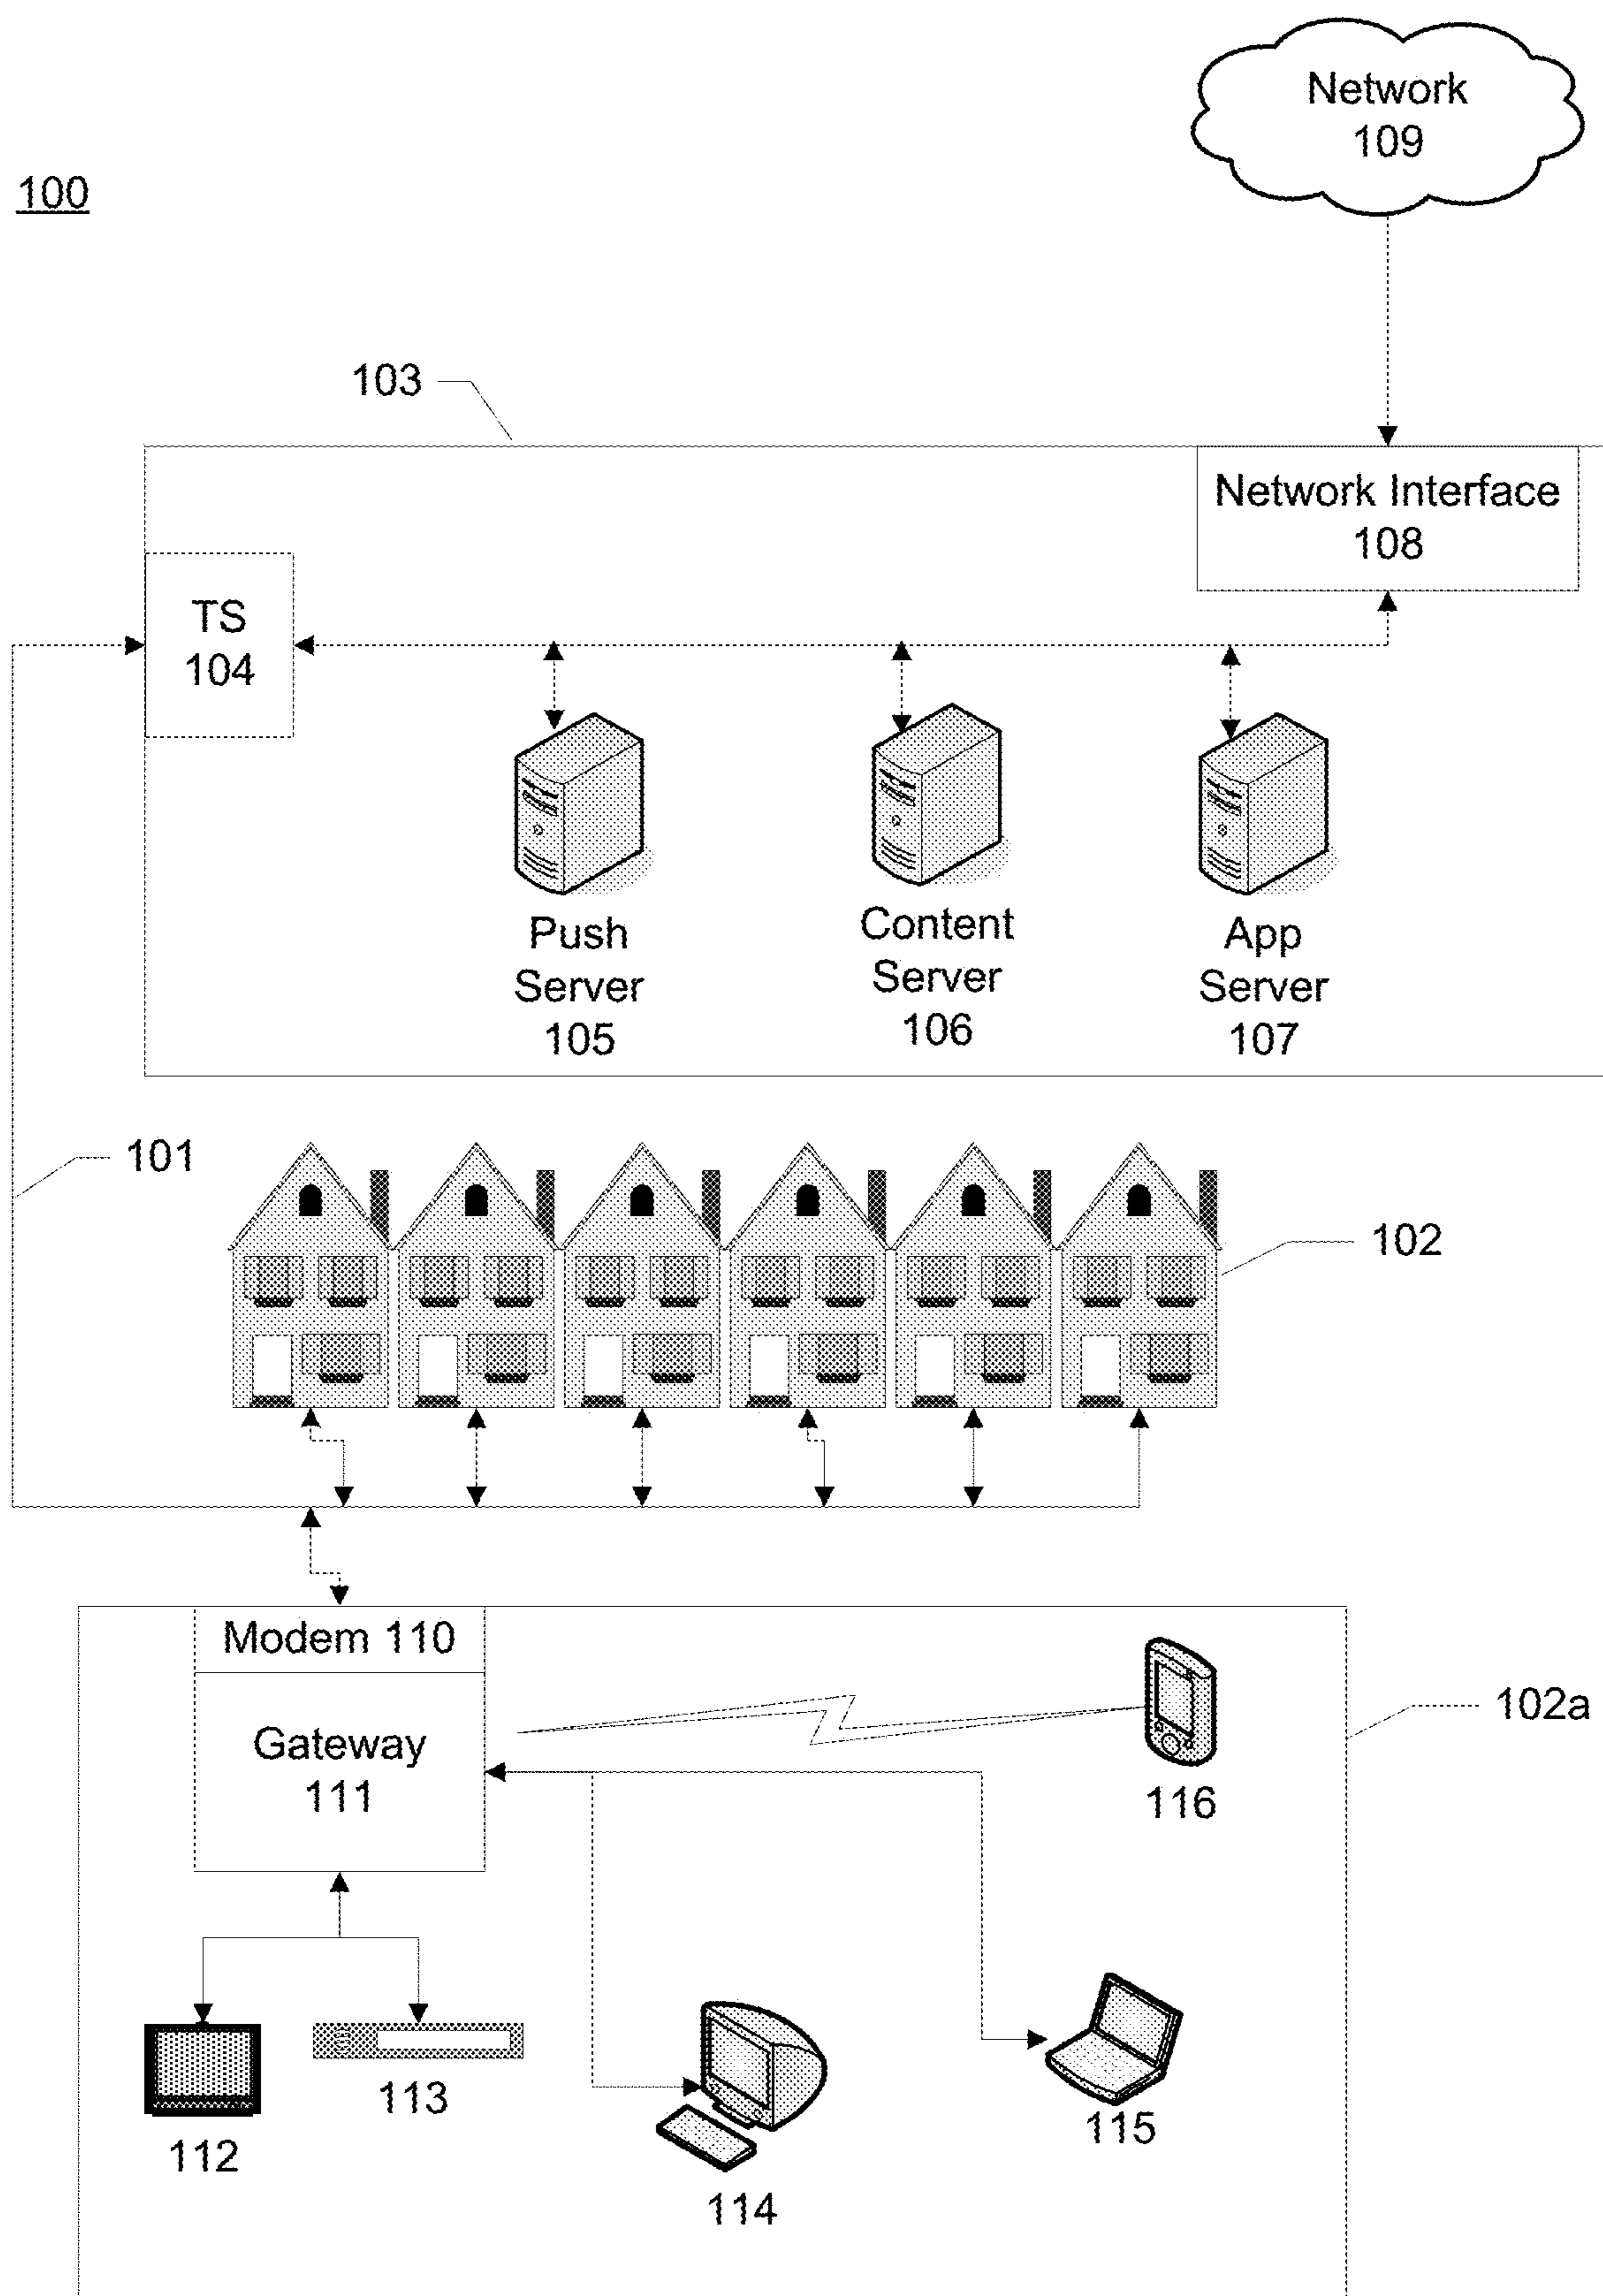 Network
109
100
103
Network Interface
108
TS
104
Push
Server
105
Content
Server
106
App
Server
107
101
102
Modem 110
102a
Gateway
111
116
113
115
112
114